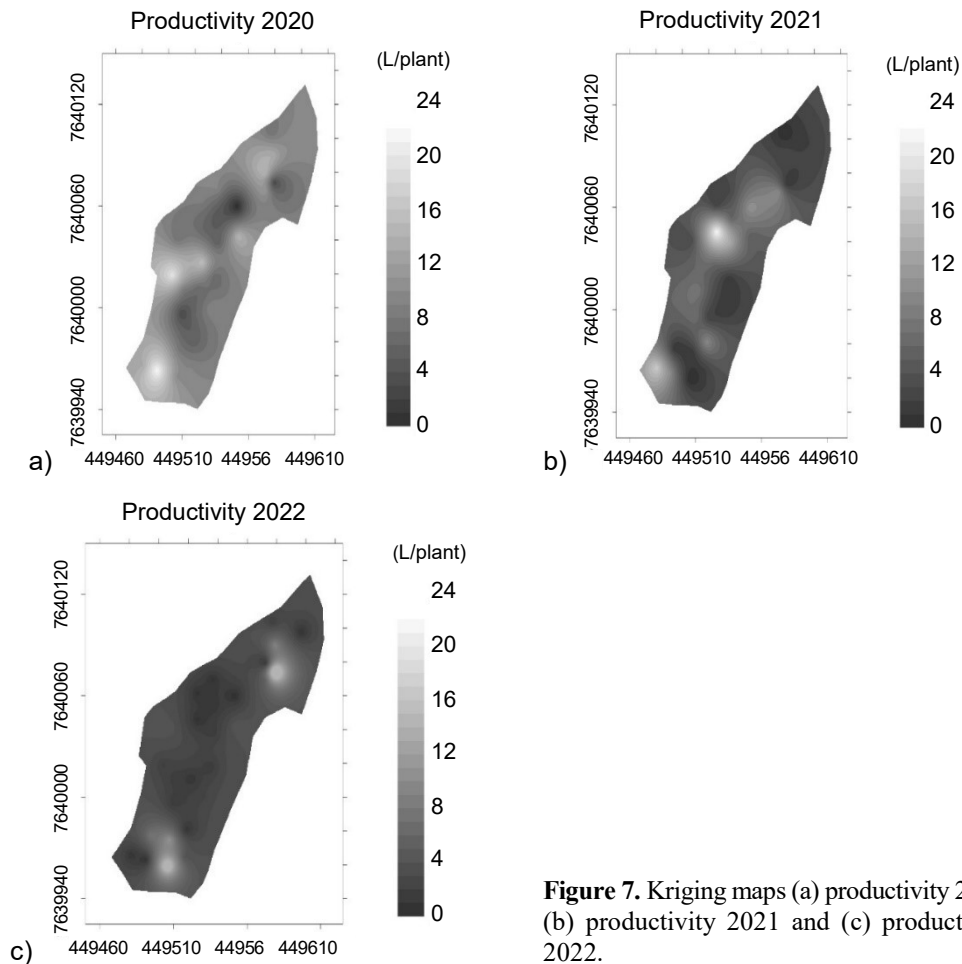 Productivity 2020
(L/plant)
24
20
16
12
8
4
0
7640120
7640060
7640000
7639940
449460 449510 44956 449610
a)
Productivity 2021
(L/plant)
24
20
16
12
8
4
0
7640120
7640060
7640000
7639940
449460 449510 44956 449610
b)
Productivity 2022
(L/plant)
24
20
16
12
8
4
0
7640120
7640060
7640000
7639940
449460 449510 44956 449610
c)
Figure 7. Kriging maps (a) productivity 2
(b) productivity 2021 and (c) product
2022.